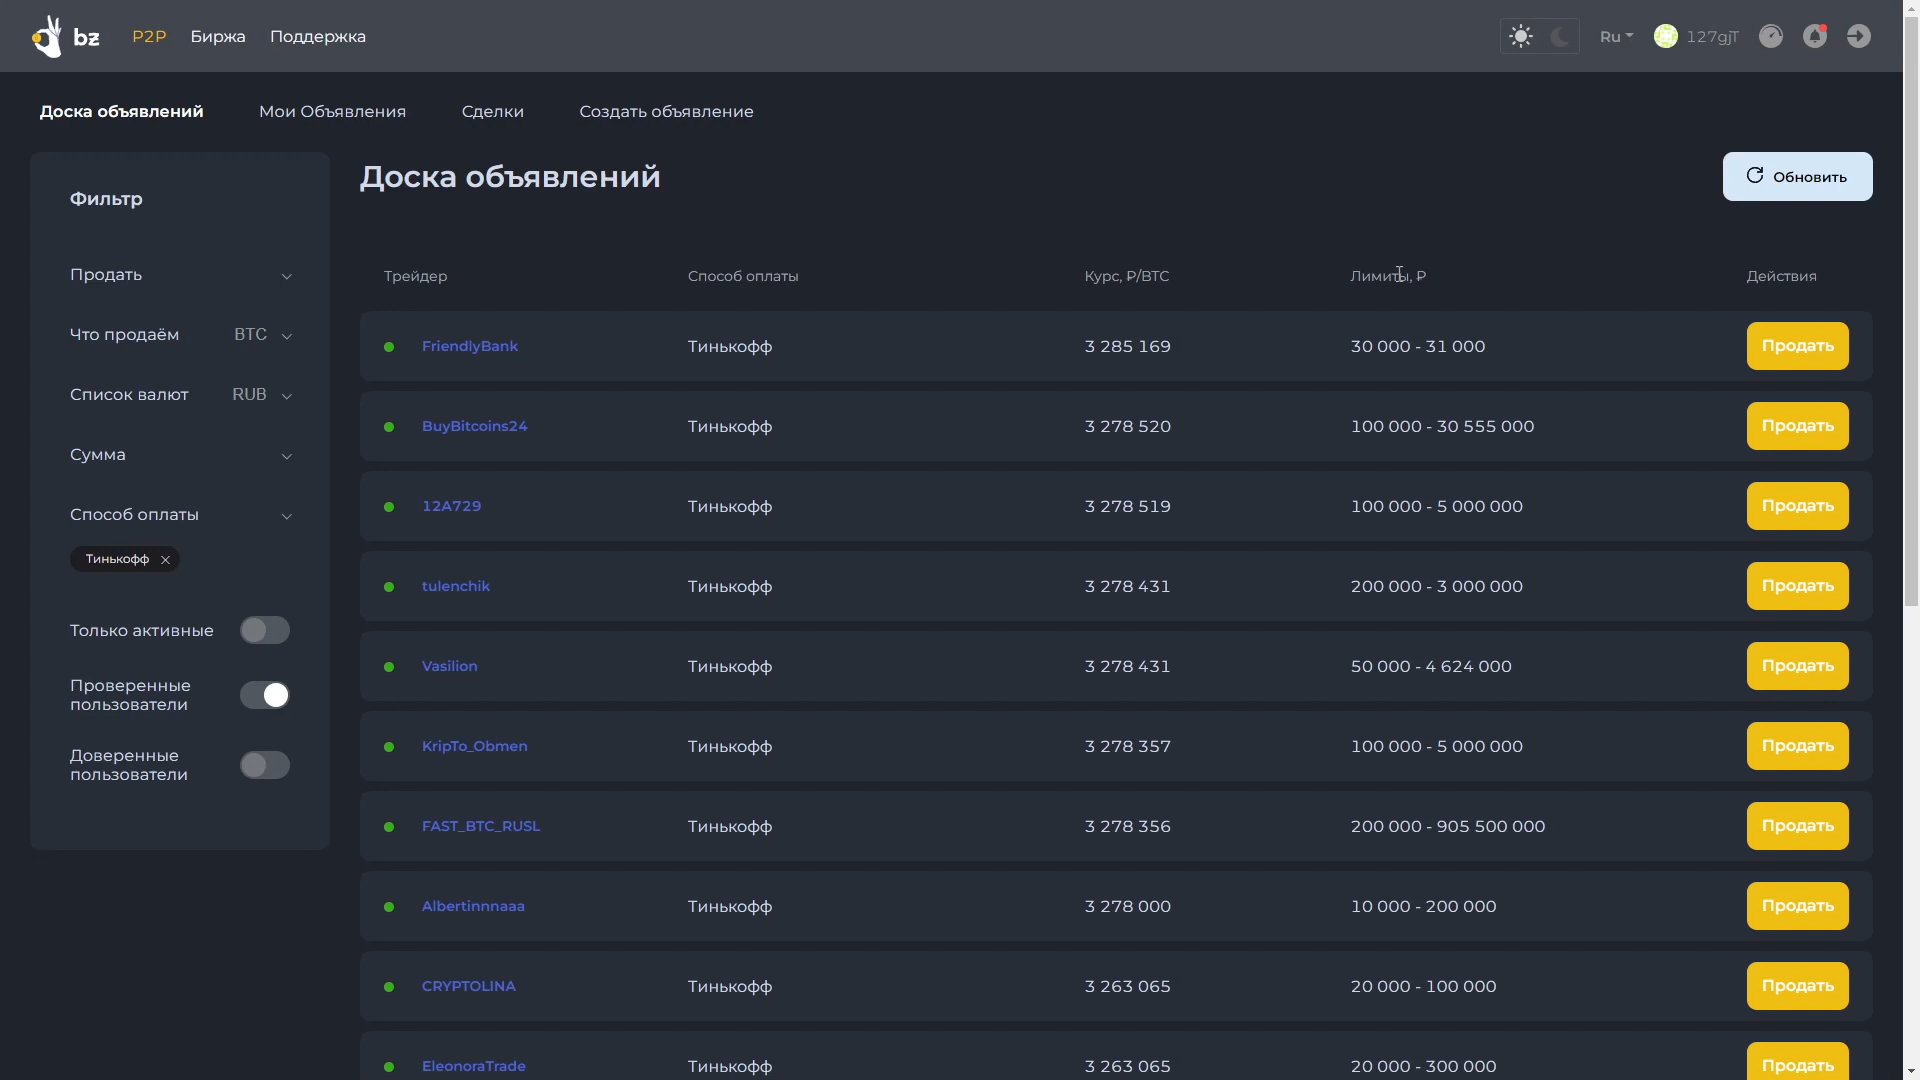 bz P2P Биржа Поддержка Ru 127gjT
Доска объявлений Мои Объявления Сделки Создать объявление
Фильтр
Продать
Что продаём BTC
Список валют RUB
Сумма
Способ оплаты
Тинькофф
Только активные
Проверенные
пользователи
Доверенные
пользователи
Доска объявлений
Обновить
Трейдер Способ оплаты Курс, ₽/BTC Лимиты, ₽ Действия
FriendlyBank Тинькофф 3 285 169 30 000 - 31 000 Продать
BuyBitcoins24 Тинькофф 3 278 520 100 000 - 30 555 000 Продать
12A729 Тинькофф 3 278 519 100 000 - 5 000 000 Продать
tulenchik Тинькофф 3 278 431 200 000 - 3 000 000 Продать
Vasilion Тинькофф 3 278 431 50 000 - 4 624 000 Продать
KripTo_Obmen Тинькофф 3 278 357 100 000 - 5 000 000 Продать
FAST_BTC_RUSL Тинькофф 3 278 356 200 000 - 905 500 000 Продать
Albertinnnaaa Тинькофф 3 278 000 10 000 - 200 000 Продать
CRYPTOLINA Тинькофф 3 263 065 20 000 - 100 000 Продать
EleonoraTrade Тинькофф 3 263 065 20 000 - 300 000 Продать